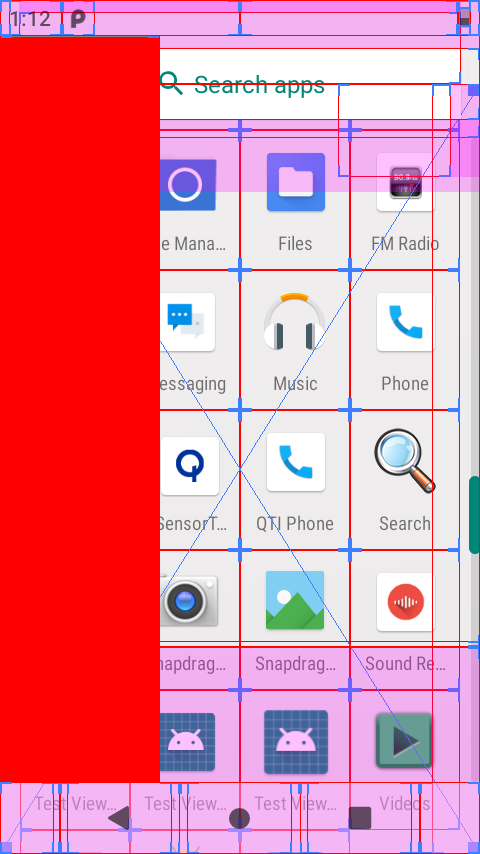 1:12
Search apps
e Mana… Files FM Radio
essaging Music Phone
SensorT… QTI Phone Search
napdrag… Snapdrag… Sound Re…
Test View… Test View… Test View… Videos